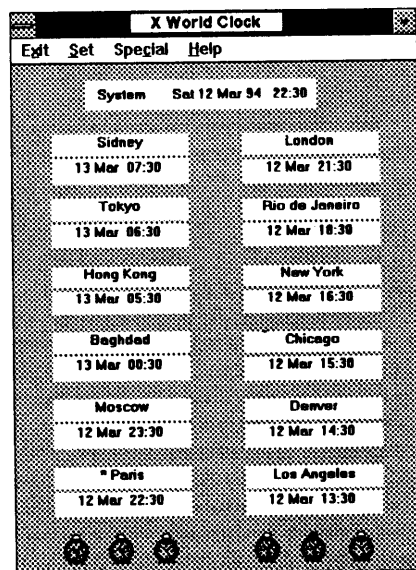 X World Clock
Exit Set Special Help
System Sat 12 Mar 94 22:30
Sidney
13 Mar 07:30
London
12 Mar 21:30
Tokyo
13 Mar 06:30
Rio de Janeiro
12 Mar 18:30
Hong Kong
13 Mar 05:30
New York
12 Mar 16:30
Baghdad
13 Mar 00:30
Chicago
12 Mar 15:30
Moscow
12 Mar 23:30
Denver
12 Mar 14:30
* Paris
12 Mar 22:30
Los Angeles
12 Mar 13:30